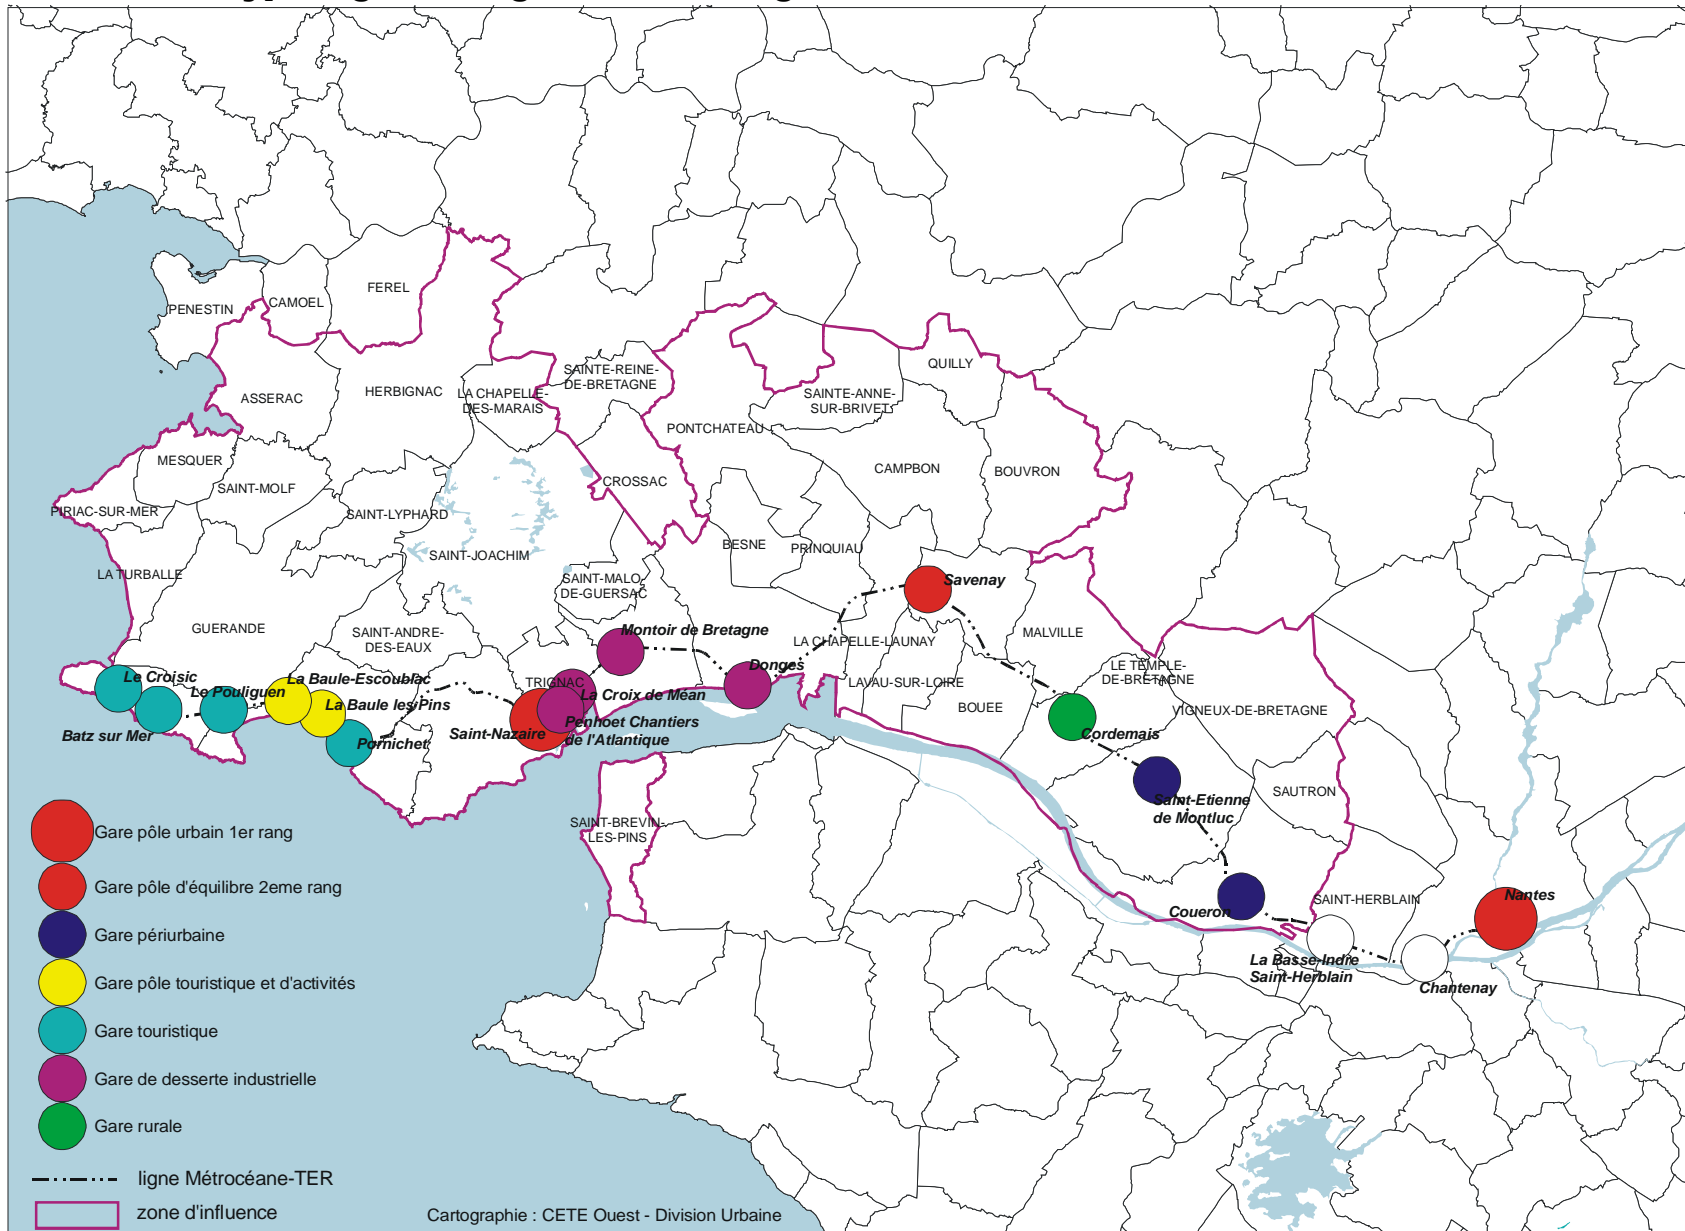 PENESTIN
CAMOEL
FEREL
ASSERAC
HERBIGNAC
LA CHAPELLE-
DES-MARAIS
SAINTE-REINE-
DE-BRETAGNE
QUILLY
SAINTE-ANNE-
SUR-BRIVET
PONTCHATEAU
MESQUER
SAINT-MOLF
CROSSAC
CAMPBON
BOUVRON
PIRIAC-SUR-MER
SAINT-LYPHARD
LA TURBALLE
SAINT-JOACHIM
BESNE
PRINQUIAU
SAINT-MALO
DE-GUERSAC
Savenay
GUERANDE
SAINT-ANDRE-
DES-EAUX
Montoir de Bretagne
LA CHAPELLE-LAUNAY
MALVILLE
Le Croisic
Le Pouliguen
La Baule-Escoublac
La Baule les Pins
TRIGNAC
La Croix de Méan
Donges
LAVAU-SUR-LOIRE
BOUEE
LE TEMPLE-
DE-BRETAGNE
VIGNEUX-DE-BRETAGNE
Batz sur Mer
Pornichet
Saint-Nazaire
Penhoet Chantiers
de l'Atlantique
Cordemais
Saint-Etienne
de Montluc
SAUTRON
SAINT-BREVIN-
LES-PINS
Coueron
SAINT-HERBLAIN
Nantes
La Basse-Indre
Saint-Herblain
Chantenay
Gare pôle urbain 1er rang
Gare pôle d'équilibre 2eme rang
Gare périurbaine
Gare pôle touristique et d'activités
Gare touristique
Gare de desserte industrielle
Gare rurale
ligne Métrocéane-TER
zone d'influence
Cartographie : CETE Ouest - Division Urbaine